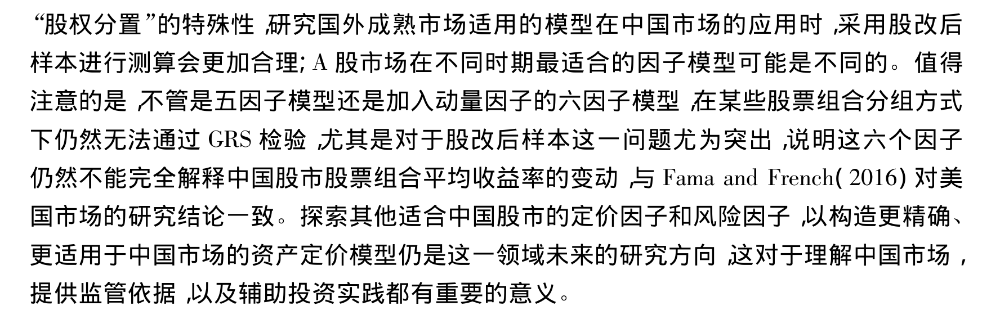 “股权分置”的特殊性,研究国外成熟市场适用的模型在中国市场的应用时,采用股改后
样本进行测算会更加合理; A 股市场在不同时期最适合的因子模型可能是不同的。值得
注意的是,不管是五因子模型还是加入动量因子的六因子模型,在某些股票组合分组方式
下仍然无法通过 GRS 检验,尤其是对于股改后样本这一问题尤为突出,说明这六个因子
仍然不能完全解释中国股市股票组合平均收益率的变动,与 Fama and French( 2016) 对美
国市场的研究结论一致。探索其他适合中国股市的定价因子和风险因子,以构造更精确、
更适用于中国市场的资产定价模型仍是这一领域未来的研究方向,这对于理解中国市场,
提供监管依据,以及辅助投资实践都有重要的意义。